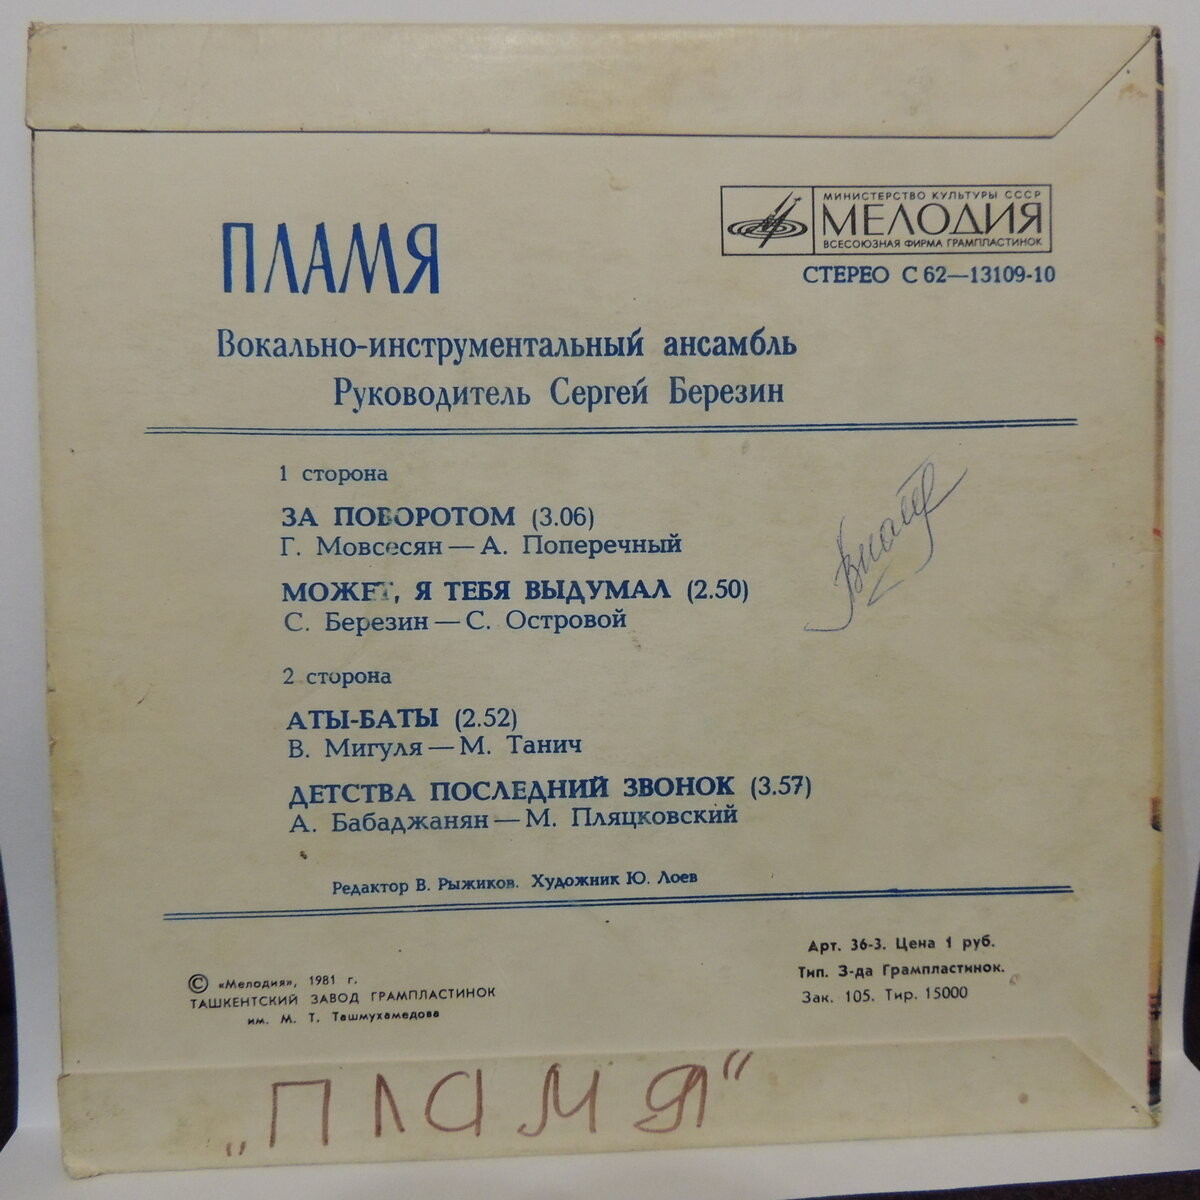 МИНИСТЕРСТВО КУЛЬТУРЫ СССР
МЕЛОДИЯ
ВСЕСОЮЗНАЯ ФИРМА ГРАМПЛАСТИНОК
СТЕРЕО С 62—13109-10
ПЛАМЯ
Вокально-инструментальный ансамбль
Руководитель Сергей Березин
1 сторона
ЗА ПОВОРОТОМ (3.06)
Г. Мовсесян — А. Поперечный
МОЖЕТ, Я ТЕБЯ ВЫДУМАЛ (2.50)
С. Березин — С. Островой
2 сторона
АТЫ-БАТЫ (2.52)
В. Мигуля — М. Танич
ДЕТСТВА ПОСЛЕДНИЙ ЗВОНОК (3.57)
А. Бабаджанян — М. Пляцковский
Редактор В. Рыжиков. Художник Ю. Лоев
© «Мелодия», 1981 г.
ТАШКЕНТСКИЙ ЗАВОД ГРАМПЛАСТИНОК
им. М. Т. Ташмухамедова
Арт. 36-3. Цена 1 руб.
Тип. З-да Грампластинок.
Зак. 105. Тир. 15000
„ПЛАМЯ"